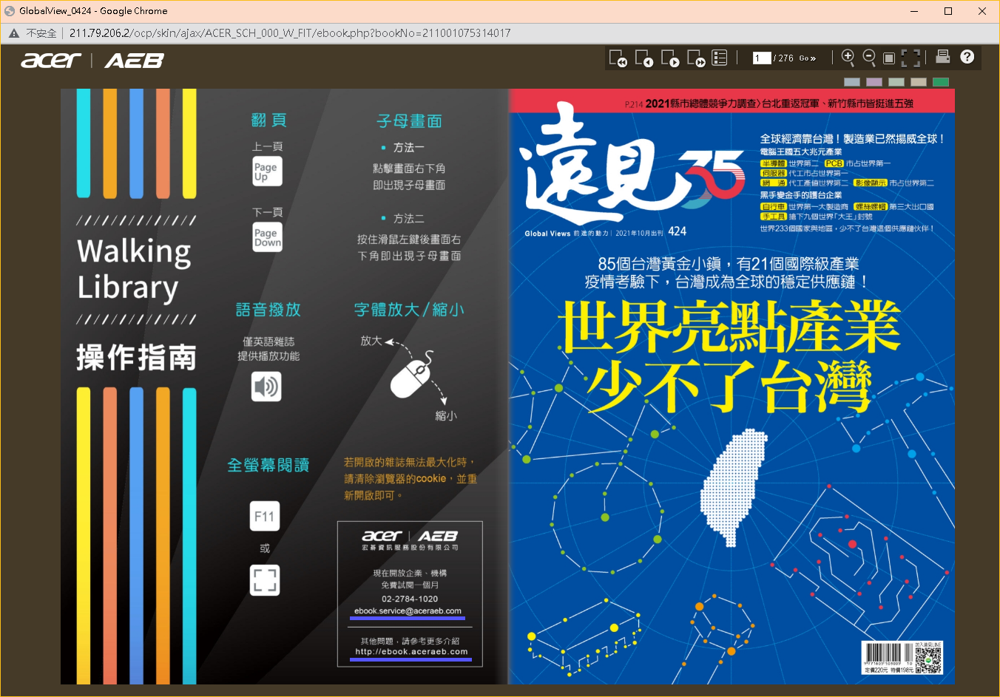 GlobalView_0424 - Google Chrome
不安全 | 211.79.206.2/ocp/skin/ajax/ACER_SCH_000_W_FIT/ebook.php?bookNo=211001075314017
acer | AEB
1 / 276 Go »
Walking
Library
操作指南
翻頁
上一頁
Page
Up
下一頁
Page
Down
子母畫面
• 方法一
點擊畫面右下角
即出現子母畫面
• 方法二
按住滑鼠左鍵後畫面右
下角即出現子母畫面
語音撥放
僅英語雜誌
提供播放功能
字體放大/縮小
放大
縮小
全螢幕閱讀
F11
或
若開啟的雜誌無法最大化時，
請清除瀏覽器的cookie，並重
新開啟即可。
acer | AEB
宏碁資訊服務股份有限公司
現在開放企業、機構
免費試閱一個月
02-2784-1020
ebook.service@aceraeb.com
其他問題，請參考更多介紹
http://ebook.aceraeb.com
P.214 2021縣市總體競爭力調查〉台北重返冠軍、新竹縣市皆挺進五強
遠見 35
Global Views 前進的動力｜2021年10月出刊 424
全球經濟靠台灣！製造業已然揚威全球！
電腦王國五大兆元產業
半導體 世界第二 PCB 市占世界第一
伺服器 代工市占世界第一
網 通 代工產值世界第二 影像顯示 市占世界第二
黑手變金手的護台企業
自行車 世界第一大製造商 螺絲螺帽 第三大出口國
手工具 搶下九個世界「大王」封號
世界233個國家與地區，少不了台灣這個供應鏈伙伴！
85個台灣黃金小鎮，有21個國際級產業
疫情考驗下，台灣成為全球的穩定供應鏈！
世界亮點產業
少不了台灣
加入遠見LINE
定價220元 特價198元